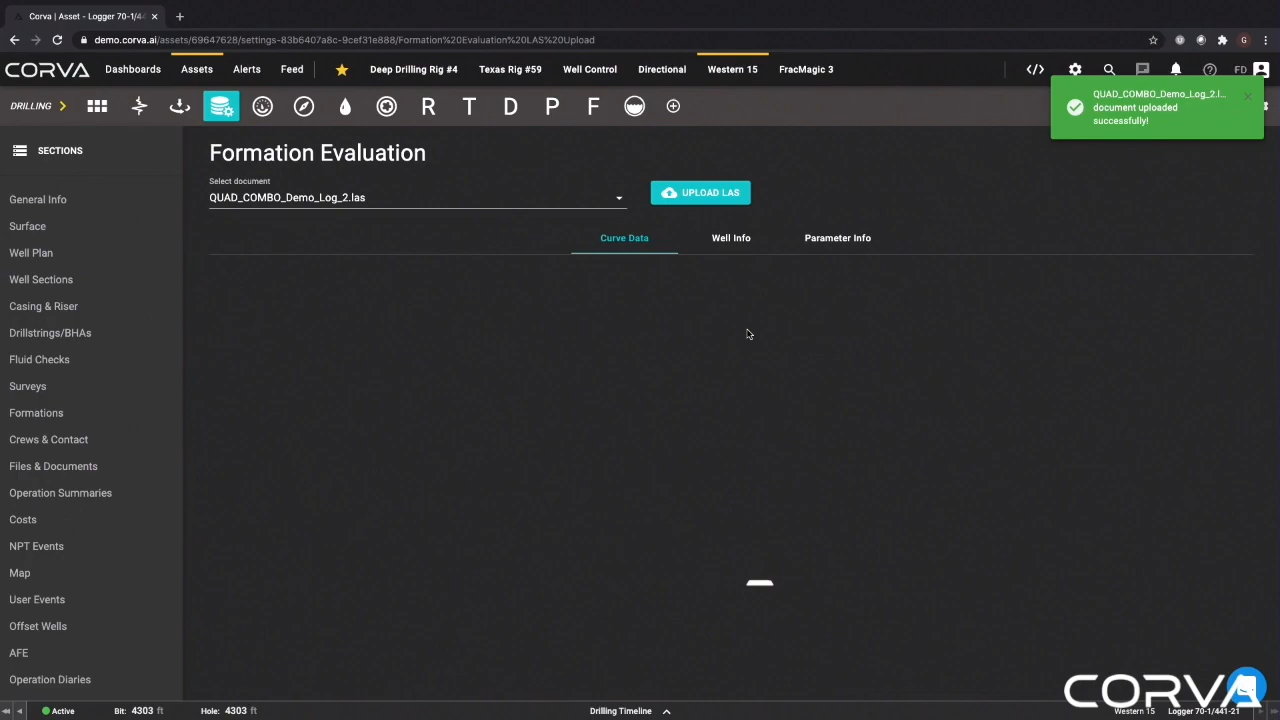 Corva | Asset - Logger 70-1/44
demo.corva.ai/assets/69647628/settings-83b6407a8c-9cef31e888/Formation%20Evaluation%20LAS%20Upload
G
CORVA
Dashboards
Assets
Alerts
Feed
Deep Drilling Rig #4
Texas Rig #59
Well Control
Directional
Western 15
FracMagic 3
FD
DRILLING
R
T
D
P
F
QUAD_COMBO_Demo_Log_2.l...
document uploaded
successfully!
SECTIONS
General Info
Surface
Well Plan
Well Sections
Casing & Riser
Drillstrings/BHAs
Fluid Checks
Surveys
Formations
Crews & Contact
Files & Documents
Operation Summaries
Costs
NPT Events
Map
User Events
Offset Wells
AFE
Operation Diaries
Formation Evaluation
Select document
QUAD_COMBO_Demo_Log_2.las
UPLOAD LAS
Curve Data
Well Info
Parameter Info
CORVA
Active
Bit: 4303 ft
Hole: 4303 ft
Drilling Timeline
Western 15
Logger 70-1/441-21